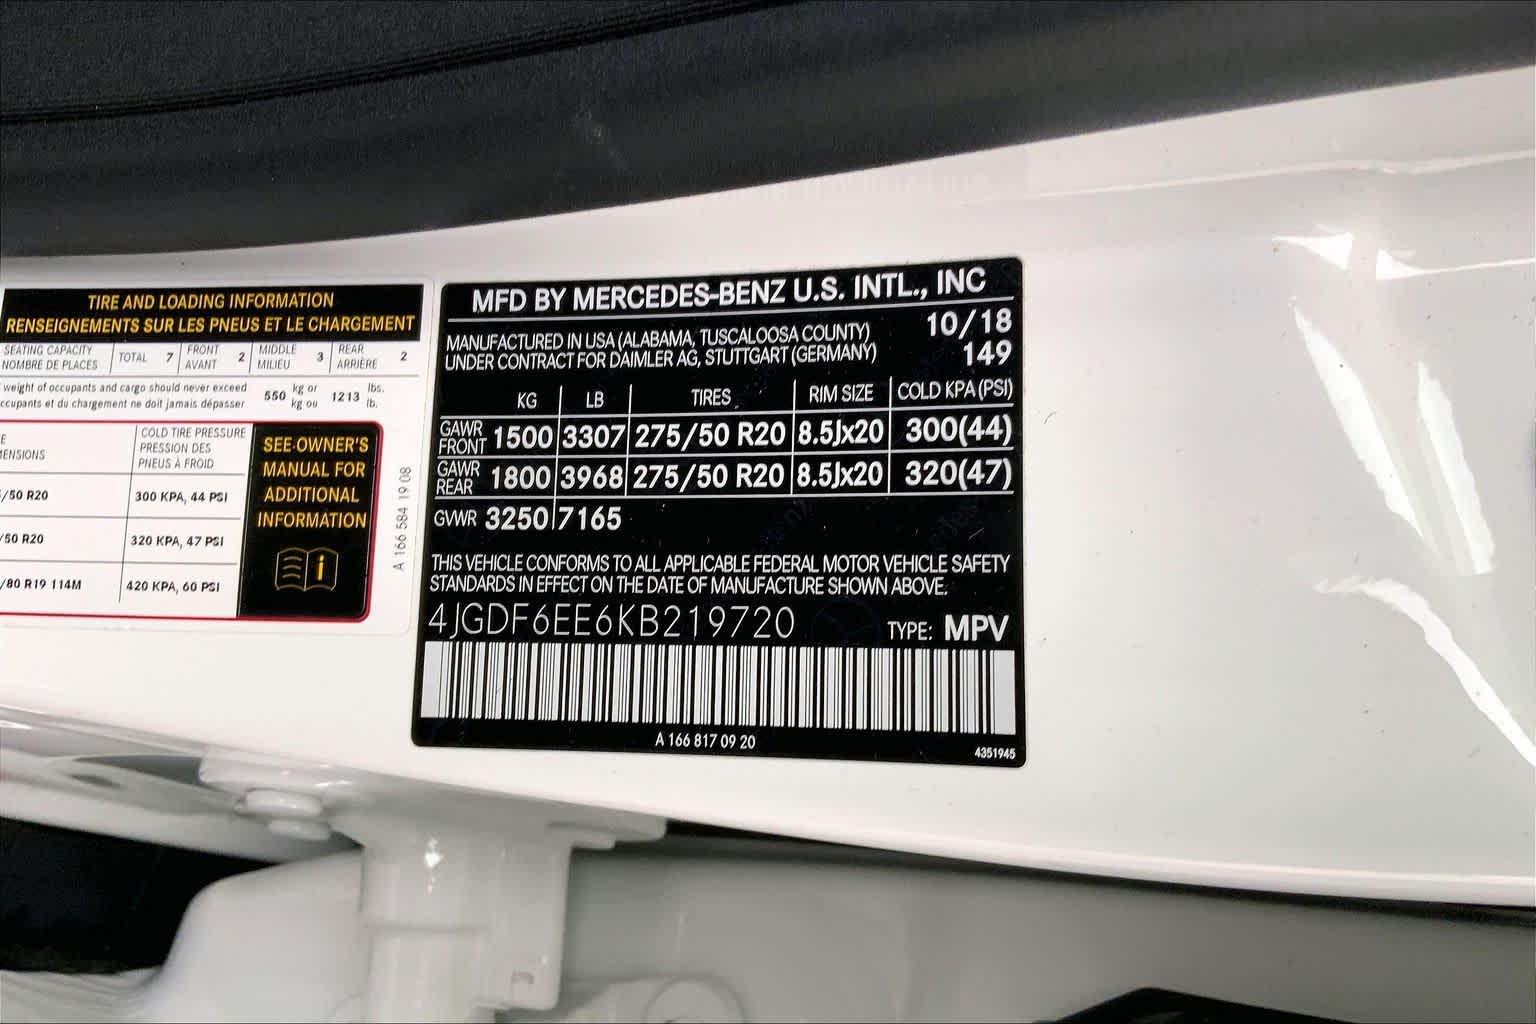 TIRE AND LOADING INFORMATION
RENSEIGNEMENTS SUR LES PNEUS ET LE CHARGEMENT
SEATING CAPACITY
NOMBRE DE PLACES
TOTAL 7
FRONT
AVANT
2
MIDDLE
MILIEU
3
REAR
ARRIÈRE
2
weight of occupants and cargo should never exceed
ccupants et du chargement ne doit jamais dépasser
550 kg or
kg ou
1213 lbs.
lb.
E
ENSIONS
COLD TIRE PRESSURE
PRESSION DES
PNEUS À FROID
/50 R20 300 KPA, 44 PSI
/50 R20 320 KPA, 47 PSI
/80 R19 114M 420 KPA, 60 PSI
SEE OWNER'S
MANUAL FOR
ADDITIONAL
INFORMATION
i
A 166 584 19 08
MFD BY MERCEDES-BENZ U.S. INTL., INC
MANUFACTURED IN USA (ALABAMA, TUSCALOOSA COUNTY) 10/18
UNDER CONTRACT FOR DAIMLER AG, STUTTGART (GERMANY) 149
KG LB TIRES RIM SIZE COLD KPA (PSI)
GAWR
FRONT
1500 3307 275/50 R20 8.5Jx20 300(44)
GAWR
REAR
1800 3968 275/50 R20 8.5Jx20 320(47)
GVWR 3250 7165
THIS VEHICLE CONFORMS TO ALL APPLICABLE FEDERAL MOTOR VEHICLE SAFETY
STANDARDS IN EFFECT ON THE DATE OF MANUFACTURE SHOWN ABOVE.
4JGDF6EE6KB219720 TYPE: MPV
A 166 817 09 20
4351945